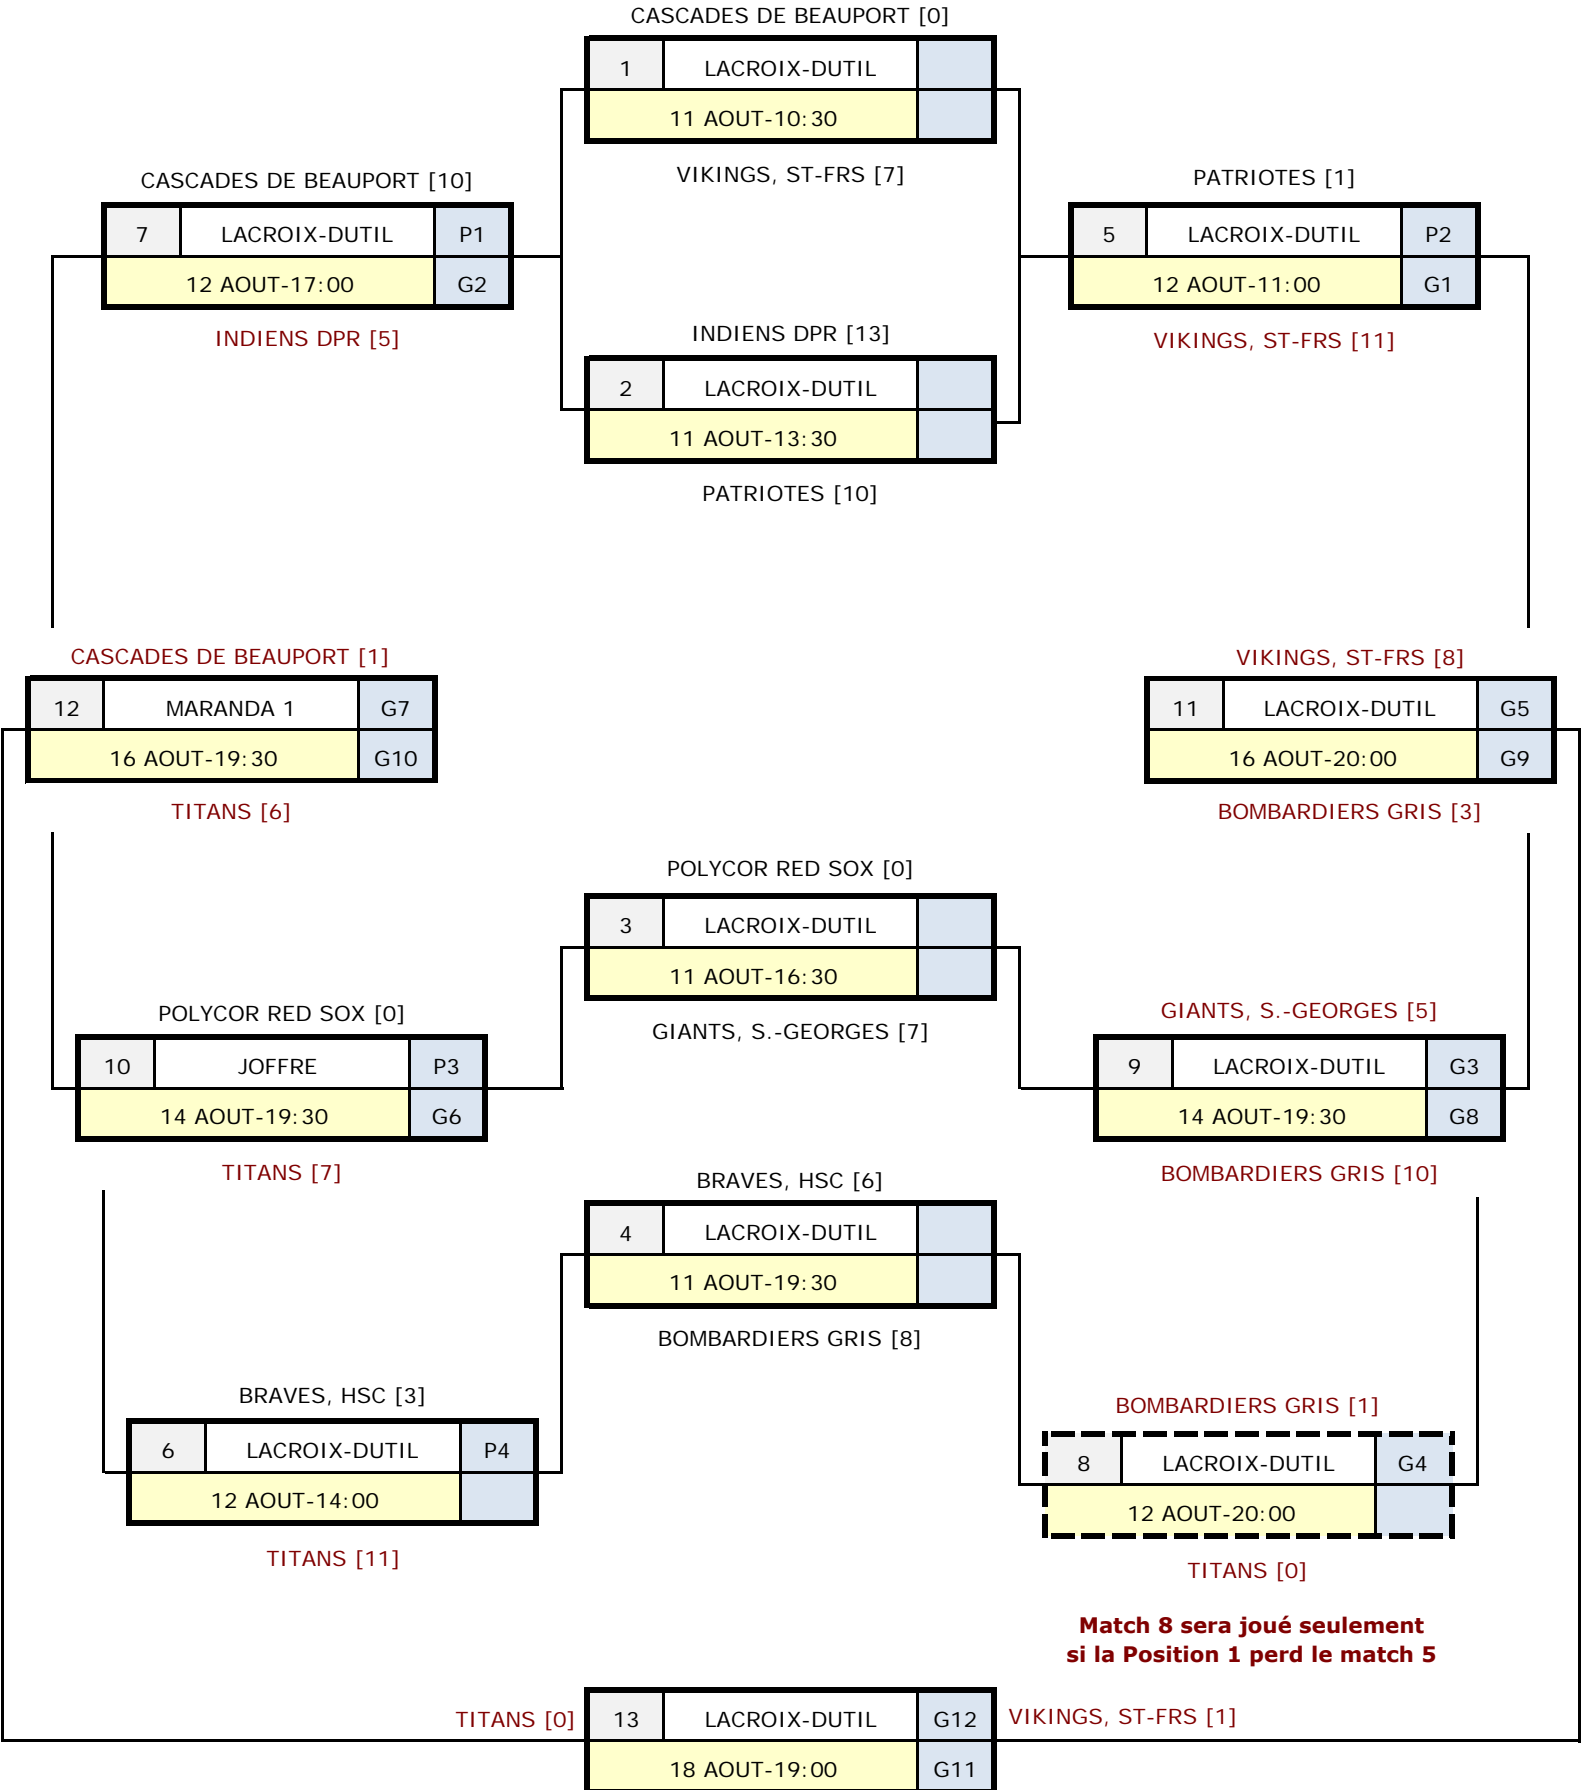 CASCADES DE BEAUPORT [0]
1 LACROIX-DUTIL
11 AOUT-10:30
VIKINGS, ST-FRS [7]
CASCADES DE BEAUPORT [10]
7 LACROIX-DUTIL P1
12 AOUT-17:00 G2
INDIENS DPR [5]
PATRIOTES [1]
5 LACROIX-DUTIL P2
12 AOUT-11:00 G1
VIKINGS, ST-FRS [11]
INDIENS DPR [13]
2 LACROIX-DUTIL
11 AOUT-13:30
PATRIOTES [10]
CASCADES DE BEAUPORT [1]
12 MARANDA 1 G7
16 AOUT-19:30 G10
TITANS [6]
VIKINGS, ST-FRS [8]
11 LACROIX-DUTIL G5
16 AOUT-20:00 G9
BOMBARDIERS GRIS [3]
POLYCOR RED SOX [0]
3 LACROIX-DUTIL
11 AOUT-16:30
GIANTS, S.-GEORGES [7]
POLYCOR RED SOX [0]
10 JOFFRE P3
14 AOUT-19:30 G6
TITANS [7]
GIANTS, S.-GEORGES [5]
9 LACROIX-DUTIL G3
14 AOUT-19:30 G8
BOMBARDIERS GRIS [10]
BRAVES, HSC [6]
4 LACROIX-DUTIL
11 AOUT-19:30
BOMBARDIERS GRIS [8]
BRAVES, HSC [3]
6 LACROIX-DUTIL P4
12 AOUT-14:00
TITANS [11]
BOMBARDIERS GRIS [1]
8 LACROIX-DUTIL G4
12 AOUT-20:00
TITANS [0]
Match 8 sera joué seulement
si la Position 1 perd le match 5
TITANS [0] 13 LACROIX-DUTIL G12 VIKINGS, ST-FRS [1]
18 AOUT-19:00 G11